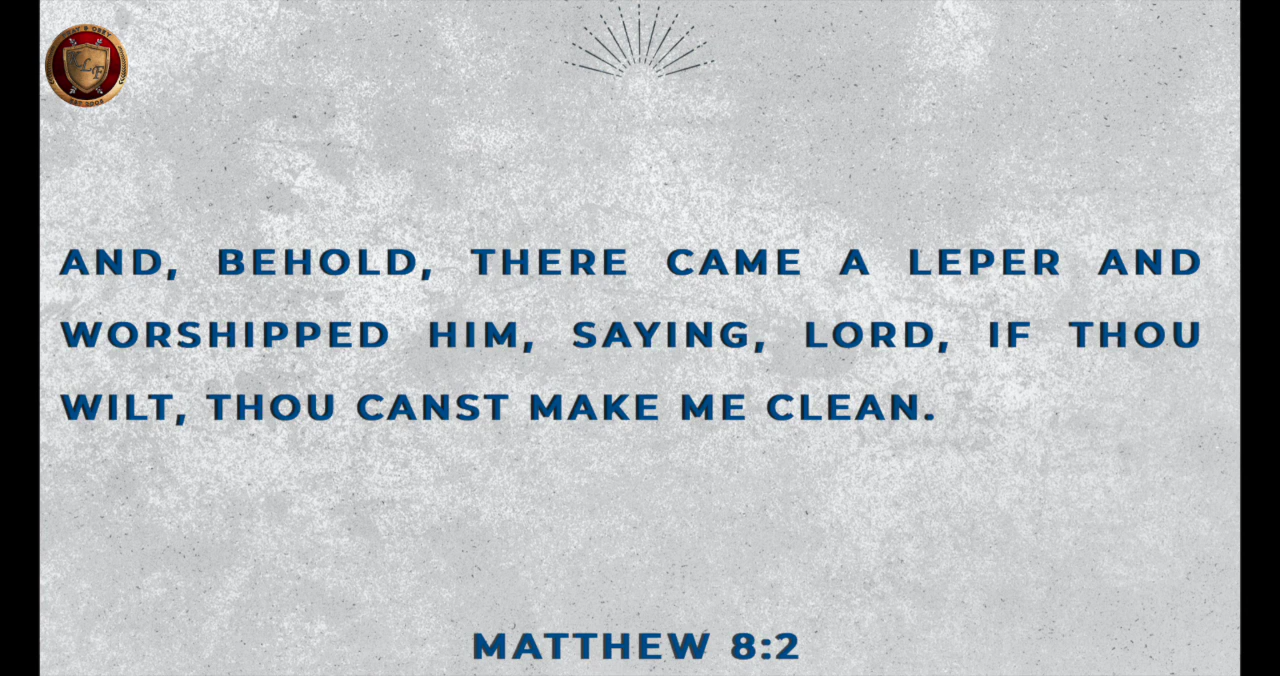 AND, BEHOLD, THERE CAME A LEPER AND
WORSHIPPED HIM, SAYING, LORD, IF THOU
WILT, THOU CANST MAKE ME CLEAN.
MATTHEW 8:2